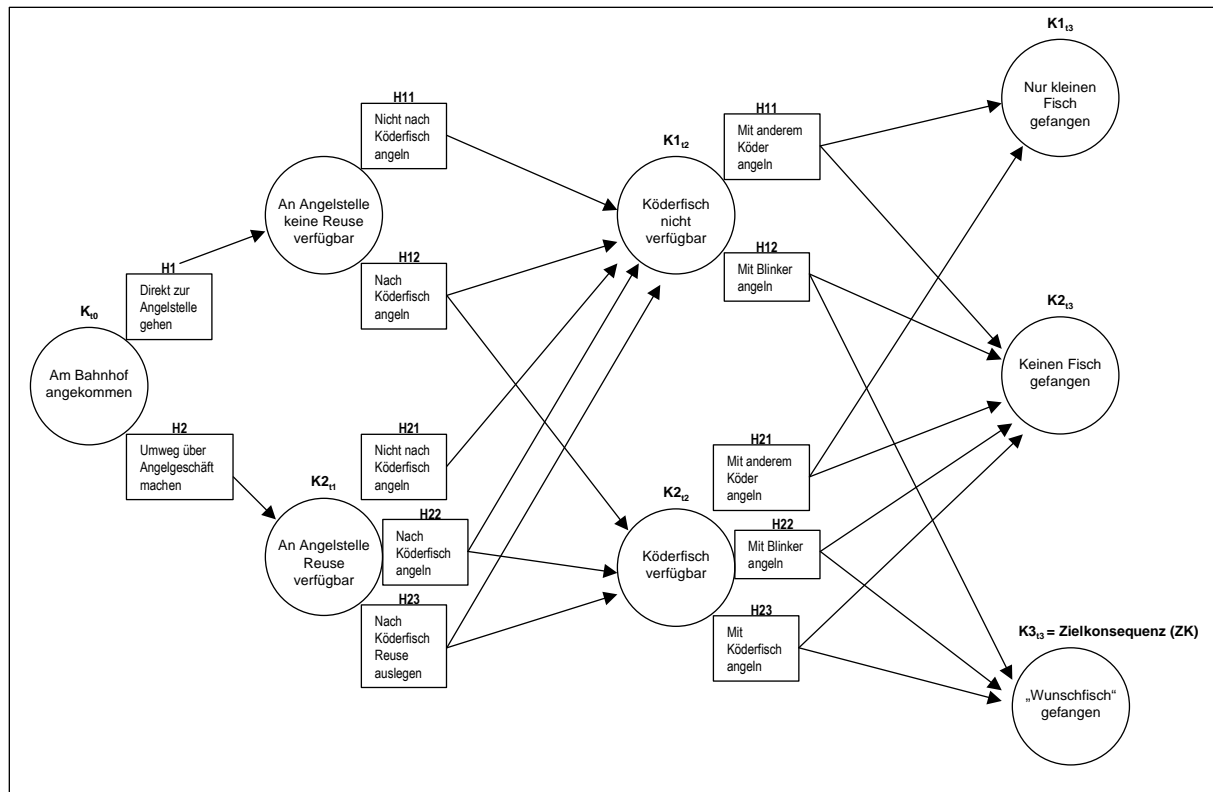 K1t3
Nur kleinen
Fisch
gefangen
H11
Nicht nach
Köderfisch
angeln
An Angelstelle
keine Reuse
verfügbar
H12
Nach
Köderfisch
angeln
K1t2
Köderfisch
nicht
verfügbar
H11
Mit anderem
Köder
angeln
H12
Mit Blinker
angeln
H1
Direkt zur
Angelstelle
gehen
Kt0
Am Bahnhof
angekommen
H2
Umweg über
Angelgeschäft
machen
K2t3
Keinen Fisch
gefangen
K2t1
An Angelstelle
Reuse
verfügbar
H21
Nicht nach
Köderfisch
angeln
H22
Nach
Köderfisch
angeln
H23
Nach
Köderfisch
Reuse
auslegen
K2t2
Köderfisch
verfügbar
H21
Mit anderem
Köder
angeln
H22
Mit Blinker
angeln
H23
Mit
Köderfisch
angeln
K3t3 = Zielkonsequenz (ZK)
„Wunschfisch“
gefangen